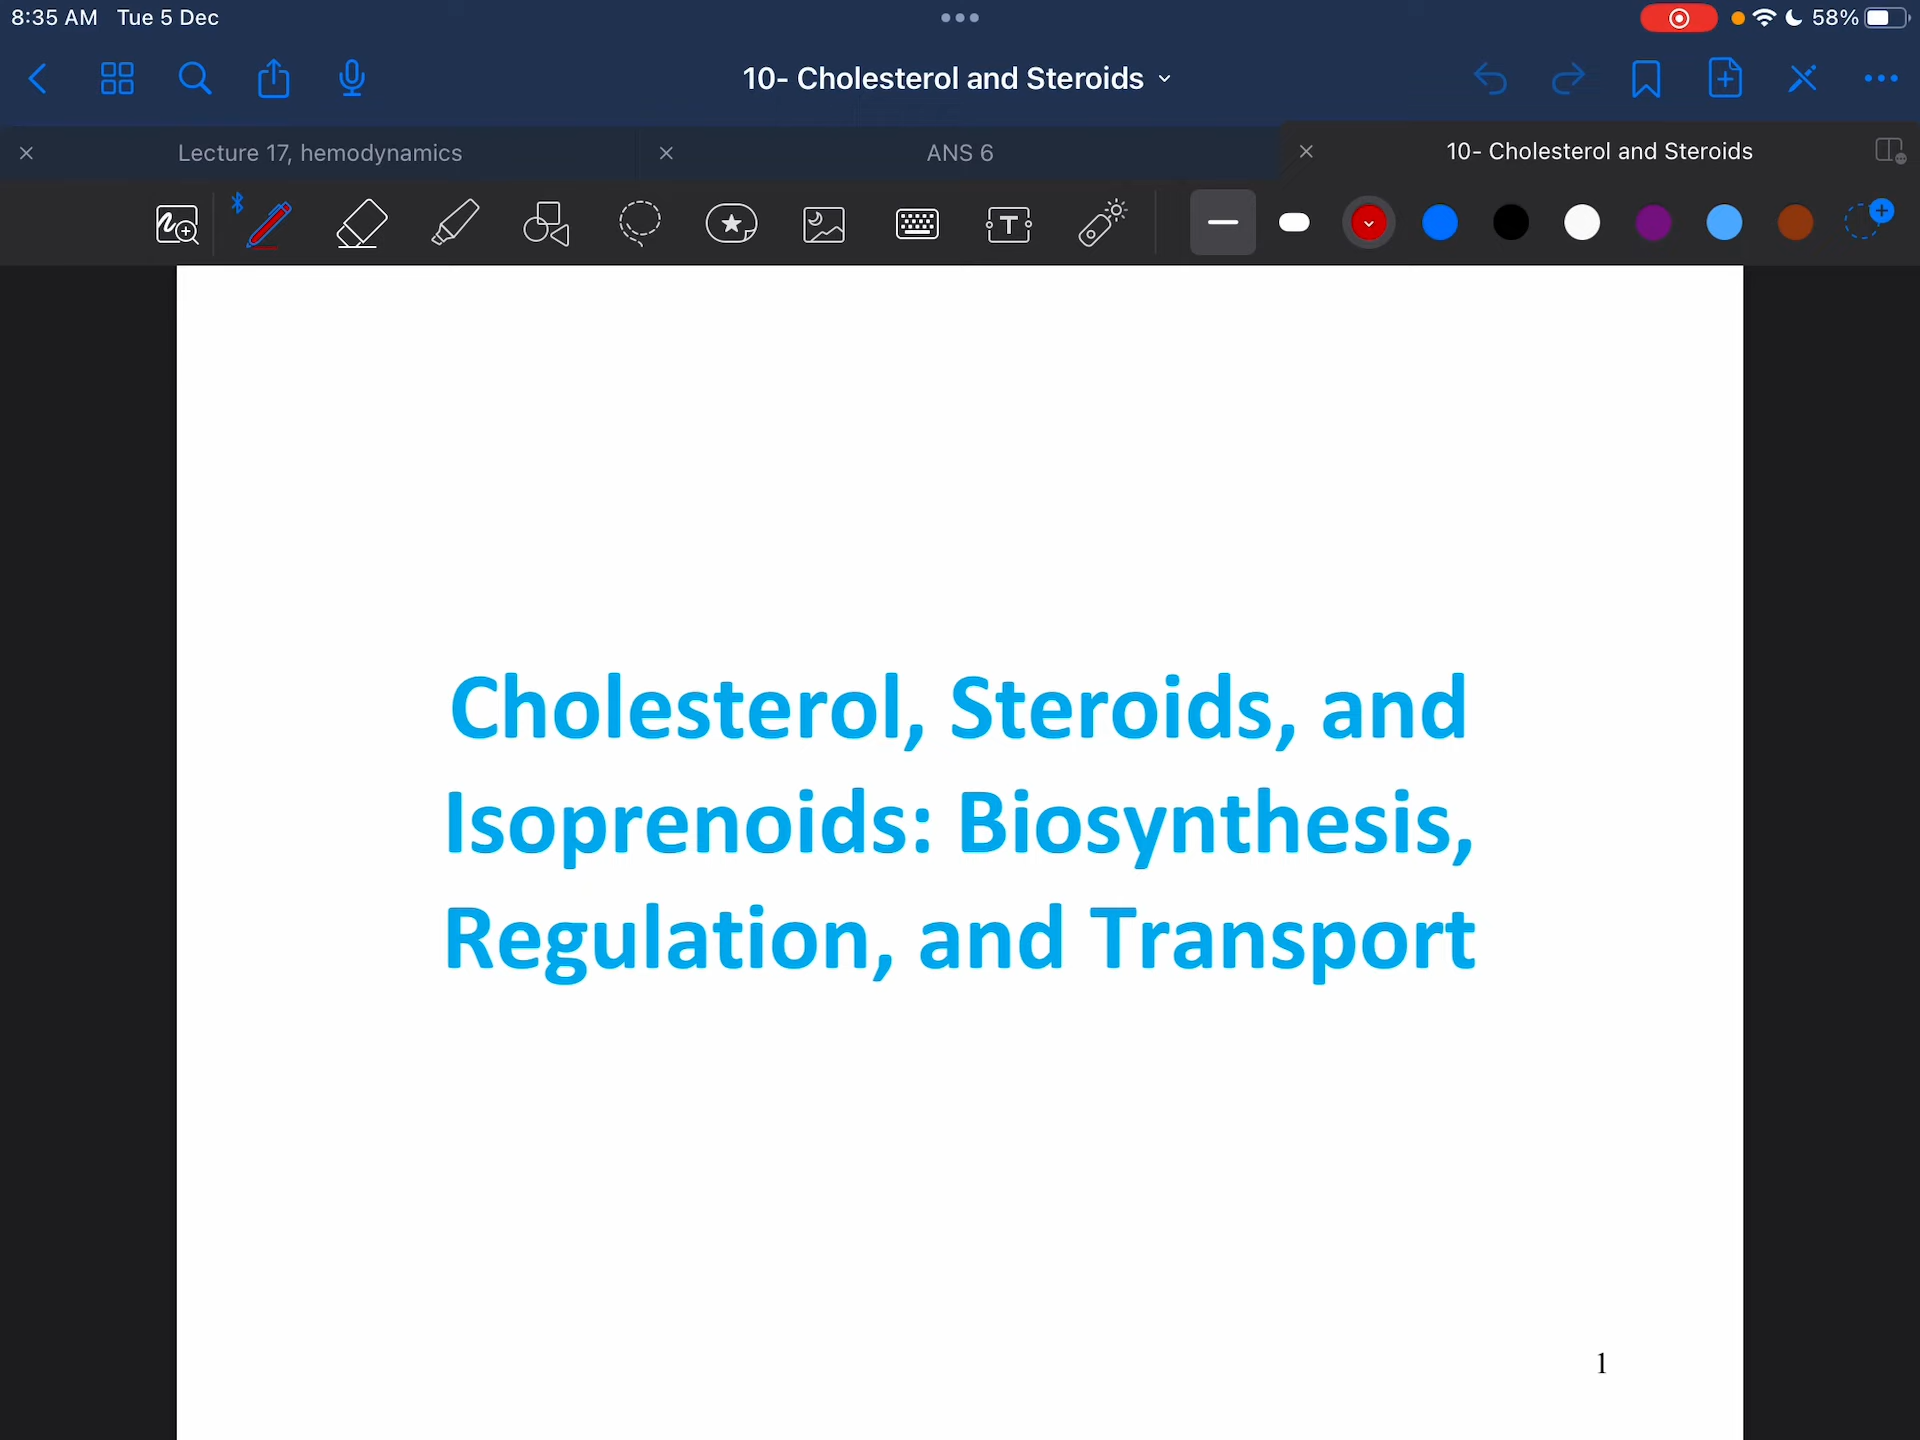 8:35 AM Tue 5 Dec
58%
10- Cholesterol and Steroids
Lecture 17, hemodynamics
ANS 6
10- Cholesterol and Steroids
T
Cholesterol, Steroids, and
Isoprenoids: Biosynthesis,
Regulation, and Transport
1